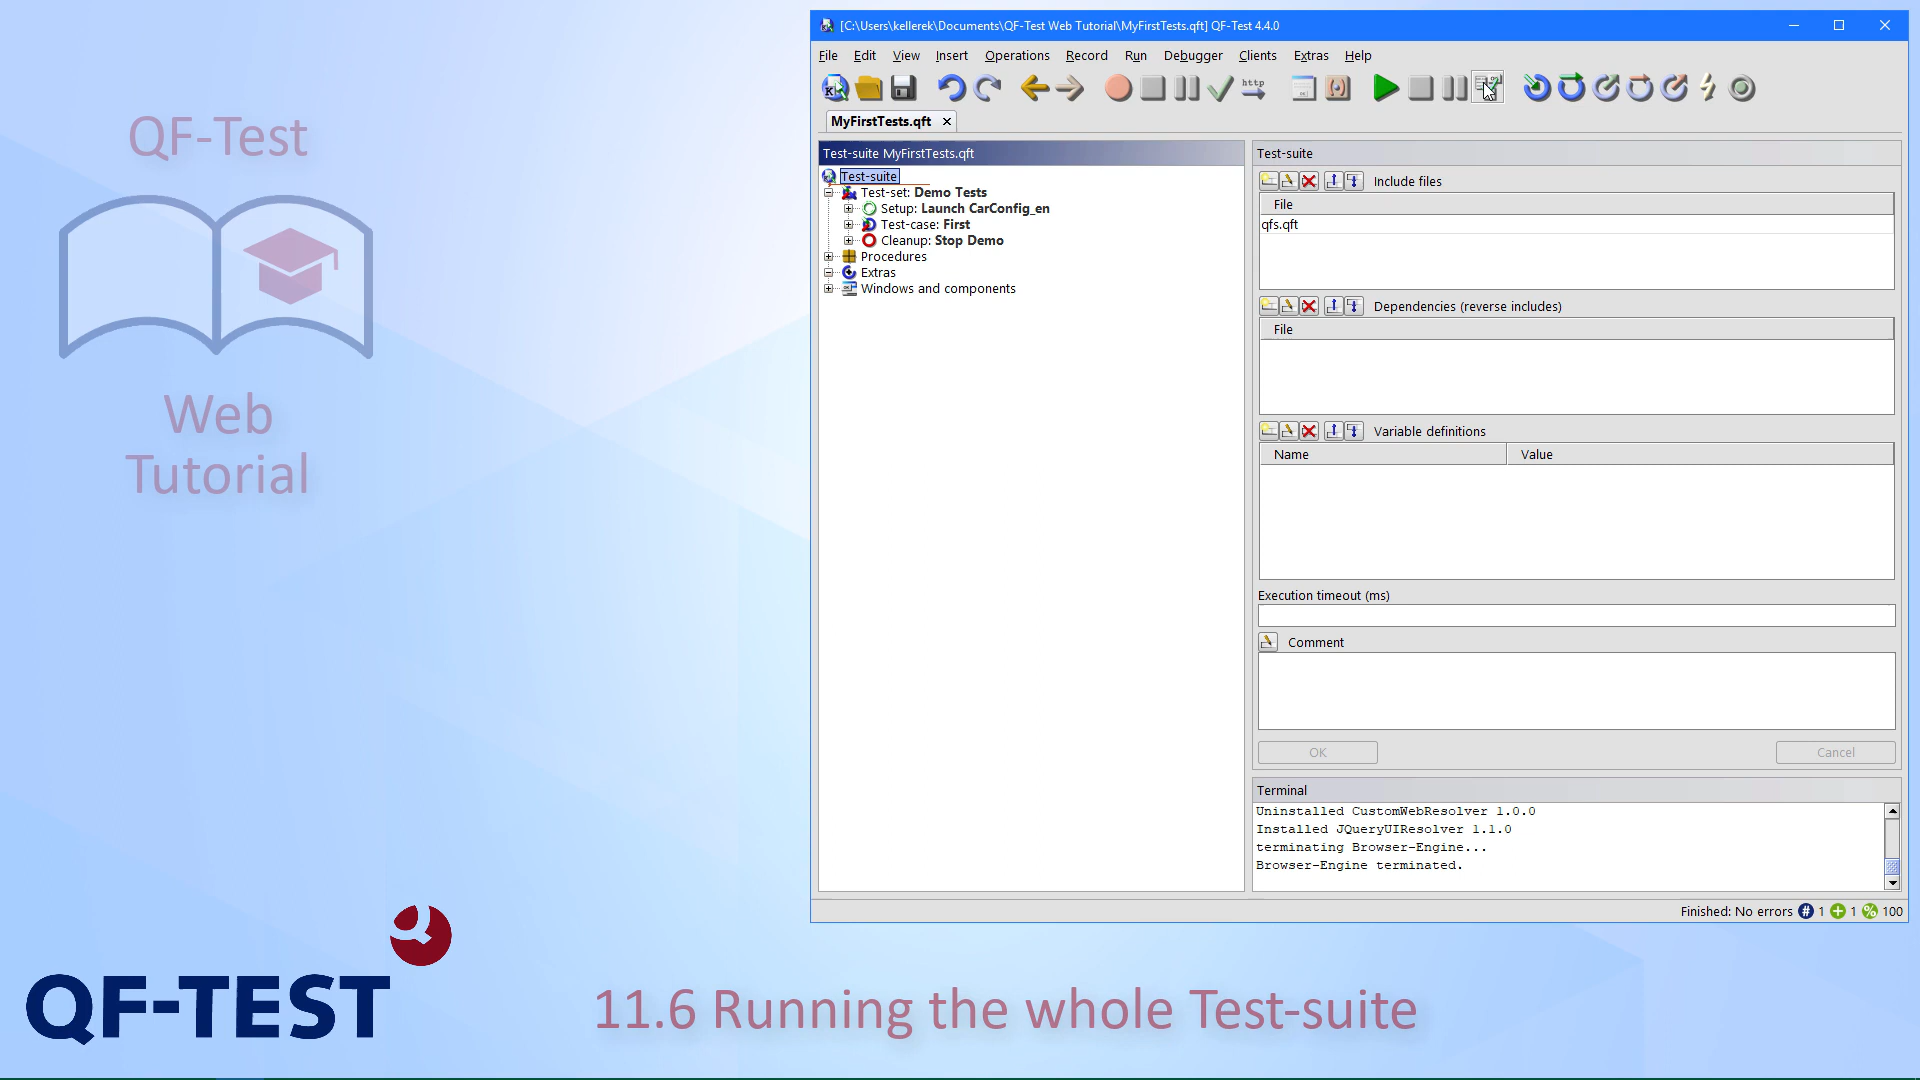 QF-Test
Web
Tutorial
QF-TEST
[C:\Users\kellerek\Documents\QF-Test Web Tutorial\MyFirstTests.qft] QF-Test 4.4.0
File Edit View Insert Operations Record Run Debugger Clients Extras Help
http
MyFirstTests.qft
Test-suite MyFirstTests.qft
Test-suite
Test-set: Demo Tests
Setup: Launch CarConfig_en
Test-case: First
Cleanup: Stop Demo
Procedures
Extras
Windows and components
Test-suite
Include files
File
qfs.qft
Dependencies (reverse includes)
File
Variable definitions
Name Value
Execution timeout (ms)
Comment
OK Cancel
Terminal
Uninstalled CustomWebResolver 1.0.0
Installed JQueryUIResolver 1.1.0
terminating Browser-Engine...
Browser-Engine terminated.
Finished: No errors # 1 + 1 % 100
11.6 Running the whole Test-suite